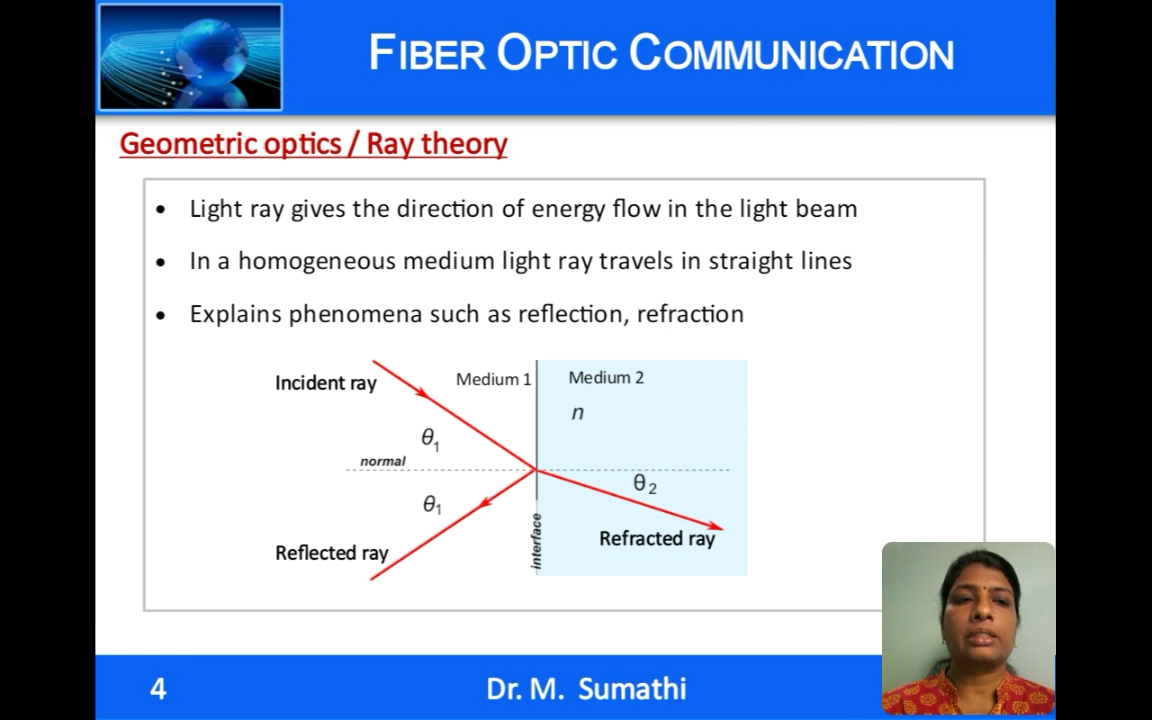 FIBER OPTIC COMMUNICATION
Geometric optics / Ray theory
• Light ray gives the direction of energy flow in the light beam
• In a homogeneous medium light ray travels in straight lines
• Explains phenomena such as reflection, refraction
Incident ray
Medium 1
Medium 2
n
θ1
normal
θ2
θ1
interface
Refracted ray
Reflected ray
4
Dr. M. Sumathi